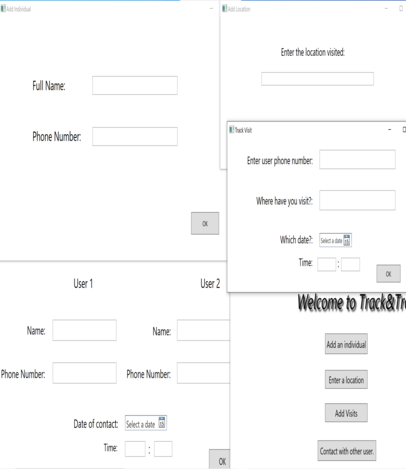 Add Individual
Full Name:
Phone Number:
OK
Add Location
Enter the location visited:
Track Visit
Enter user phone number:
Where have you visit?:
Which date?:
Select a date
Time:
:
OK
User 1
User 2
Name:
Name:
Phone Number:
Phone Number:
Date of contact:
Select a date
Time:
:
OK
Welcome to Track&Tr
Add an individual
Enter a location
Add Visits
Contact with other user.